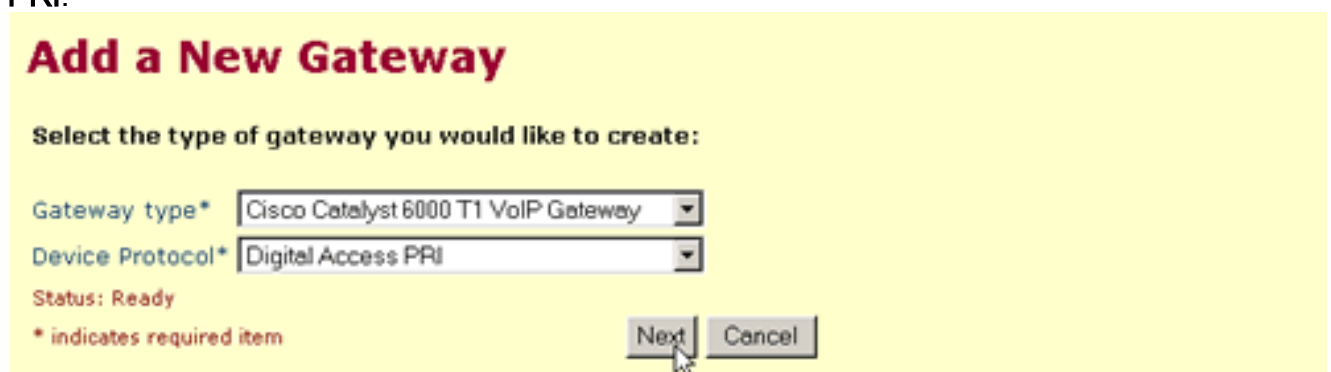 PRI.
Add a New Gateway
Select the type of gateway you would like to create:
Gateway type* Cisco Catalyst 6000 T1 VoIP Gateway
Device Protocol* Digital Access PRI
Status: Ready
* indicates required item Next Cancel